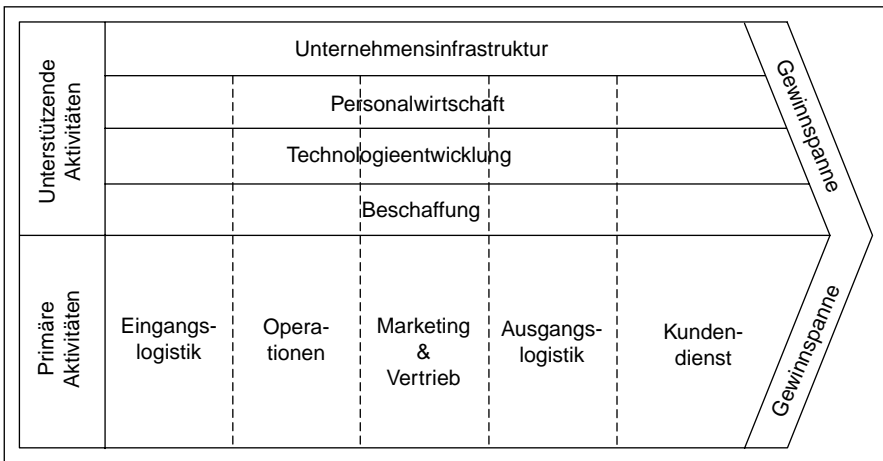 Unterstützende
Aktivitäten
Unternehmensinfrastruktur
Personalwirtschaft
Technologieentwicklung
Beschaffung
Gewinnspanne
Primäre
Aktivitäten
Eingangs-
logistik
Opera-
tionen
Marketing
&
Vertrieb
Ausgangs-
logistik
Kunden-
dienst
Gewinnspanne